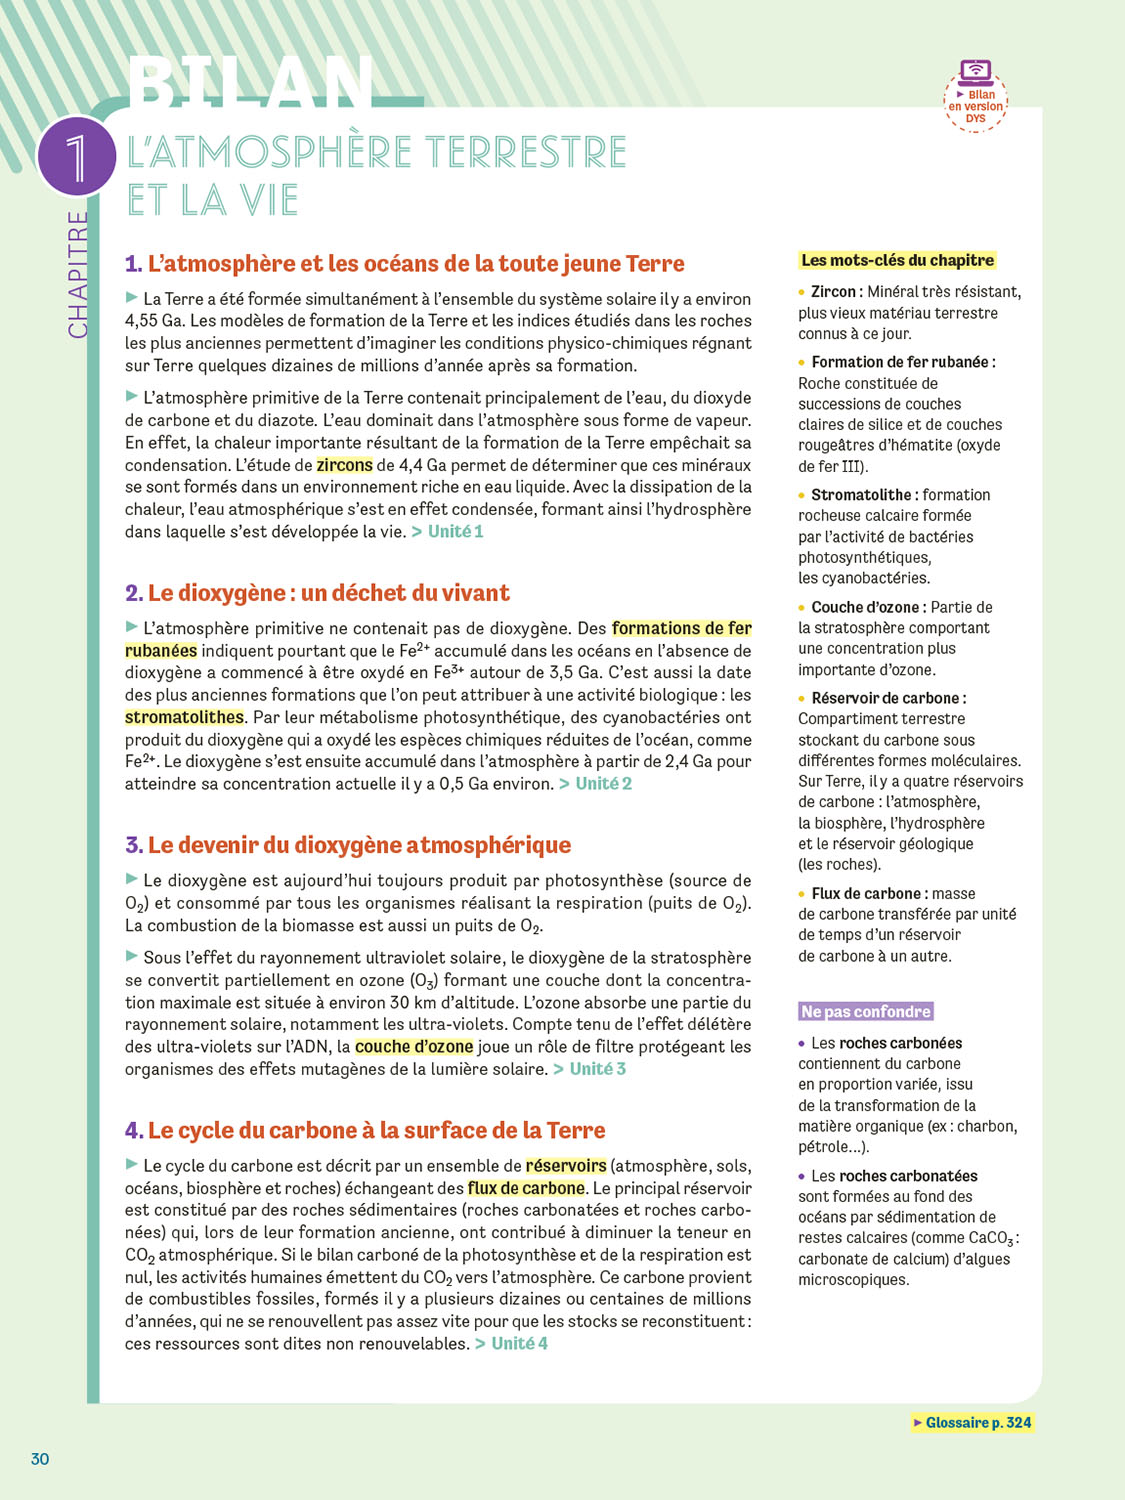 BILAN
▶ Bilan
en version
DYS
1
CHAPITRE
L'ATMOSPHÈRE TERRESTRE
ET LA VIE
1. L'atmosphère et les océans de la toute jeune Terre
▶ La Terre a été formée simultanément à l'ensemble du système solaire il y a environ
4,55 Ga. Les modèles de formation de la Terre et les indices étudiés dans les roches
les plus anciennes permettent d'imaginer les conditions physico-chimiques régnant
sur Terre quelques dizaines de millions d'année après sa formation.
▶ L'atmosphère primitive de la Terre contenait principalement de l'eau, du dioxyde
de carbone et du diazote. L'eau dominait dans l'atmosphère sous forme de vapeur.
En effet, la chaleur importante résultant de la formation de la Terre empêchait sa
condensation. L'étude de zircons de 4,4 Ga permet de déterminer que ces minéraux
se sont formés dans un environnement riche en eau liquide. Avec la dissipation de la
chaleur, l'eau atmosphérique s'est en effet condensée, formant ainsi l'hydrosphère
dans laquelle s'est développée la vie. > Unité 1
2. Le dioxygène : un déchet du vivant
▶ L'atmosphère primitive ne contenait pas de dioxygène. Des formations de fer
rubanées indiquent pourtant que le Fe²⁺ accumulé dans les océans en l'absence de
dioxygène a commencé à être oxydé en Fe³⁺ autour de 3,5 Ga. C'est aussi la date
des plus anciennes formations que l'on peut attribuer à une activité biologique : les
stromatolithes. Par leur métabolisme photosynthétique, des cyanobactéries ont
produit du dioxygène qui a oxydé les espèces chimiques réduites de l'océan, comme
Fe²⁺. Le dioxygène s'est ensuite accumulé dans l'atmosphère à partir de 2,4 Ga pour
atteindre sa concentration actuelle il y a 0,5 Ga environ. > Unité 2
3. Le devenir du dioxygène atmosphérique
▶ Le dioxygène est aujourd'hui toujours produit par photosynthèse (source de
O₂) et consommé par tous les organismes réalisant la respiration (puits de O₂).
La combustion de la biomasse est aussi un puits de O₂.
▶ Sous l'effet du rayonnement ultraviolet solaire, le dioxygène de la stratosphère
se convertit partiellement en ozone (O₃) formant une couche dont la concentra-
tion maximale est située à environ 30 km d'altitude. L'ozone absorbe une partie du
rayonnement solaire, notamment les ultra-violets. Compte tenu de l'effet délétère
des ultra-violets sur l'ADN, la couche d'ozone joue un rôle de filtre protégeant les
organismes des effets mutagènes de la lumière solaire. > Unité 3
4. Le cycle du carbone à la surface de la Terre
▶ Le cycle du carbone est décrit par un ensemble de réservoirs (atmosphère, sols,
océans, biosphère et roches) échangeant des flux de carbone. Le principal réservoir
est constitué par des roches sédimentaires (roches carbonatées et roches carbo-
nées) qui, lors de leur formation ancienne, ont contribué à diminuer la teneur en
CO₂ atmosphérique. Si le bilan carboné de la photosynthèse et de la respiration est
nul, les activités humaines émettent du CO₂ vers l'atmosphère. Ce carbone provient
de combustibles fossiles, formés il y a plusieurs dizaines ou centaines de millions
d'années, qui ne se renouvellent pas assez vite pour que les stocks se reconstituent :
ces ressources sont dites non renouvelables. > Unité 4
Les mots-clés du chapitre
• Zircon : Minéral très résistant,
plus vieux matériau terrestre
connus à ce jour.
• Formation de fer rubanée :
Roche constituée de
successions de couches
claires de silice et de couches
rougeâtres d'hématite (oxyde
de fer III).
• Stromatolithe : formation
rocheuse calcaire formée
par l'activité de bactéries
photosynthétiques,
les cyanobactéries.
• Couche d'ozone : Partie de
la stratosphère comportant
une concentration plus
importante d'ozone.
• Réservoir de carbone :
Compartiment terrestre
stockant du carbone sous
différentes formes moléculaires.
Sur Terre, il y a quatre réservoirs
de carbone : l'atmosphère,
la biosphère, l'hydrosphère
et le réservoir géologique
(les roches).
• Flux de carbone : masse
de carbone transférée par unité
de temps d'un réservoir
de carbone à un autre.
Ne pas confondre
• Les roches carbonées
contiennent du carbone
en proportion variée, issu
de la transformation de la
matière organique (ex : charbon,
pétrole...).
• Les roches carbonatées
sont formées au fond des
océans par sédimentation de
restes calcaires (comme CaCO₃ :
carbonate de calcium) d'algues
microscopiques.
▶ Glossaire p. 324
30